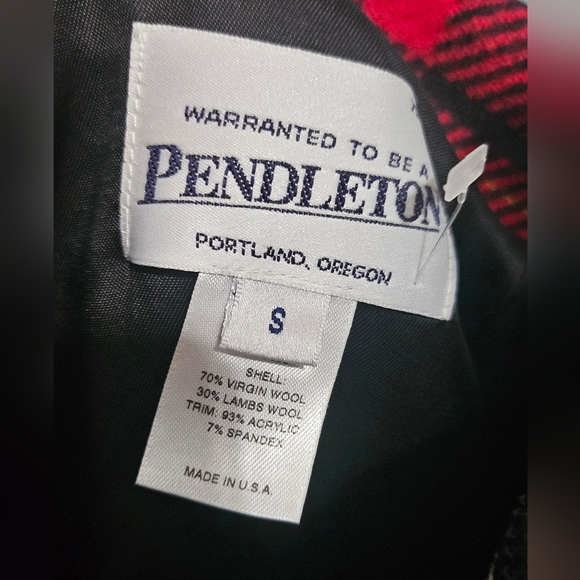 WARRANTED TO BE A
PENDLETON
PORTLAND, OREGON
S
SHELL:
70% VIRGIN WOOL
30% LAMBS WOOL
TRIM: 93% ACRYLIC
7% SPANDEX
MADE IN U.S.A.